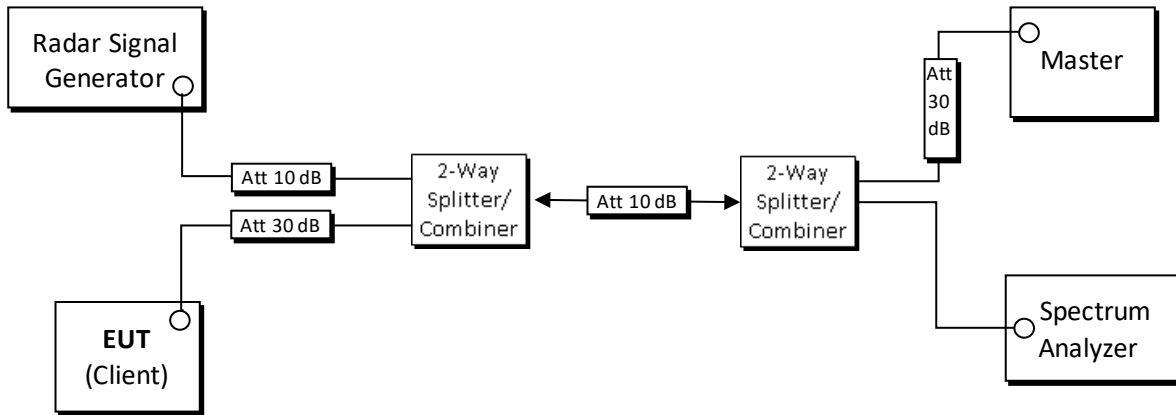 Radar Signal
Generator
Att 10 dB
2-Way
Splitter/
Combiner
Att 30 dB
EUT
(Client)
Att 10 dB
2-Way
Splitter/
Combiner
Att
30
dB
Master
Spectrum
Analyzer